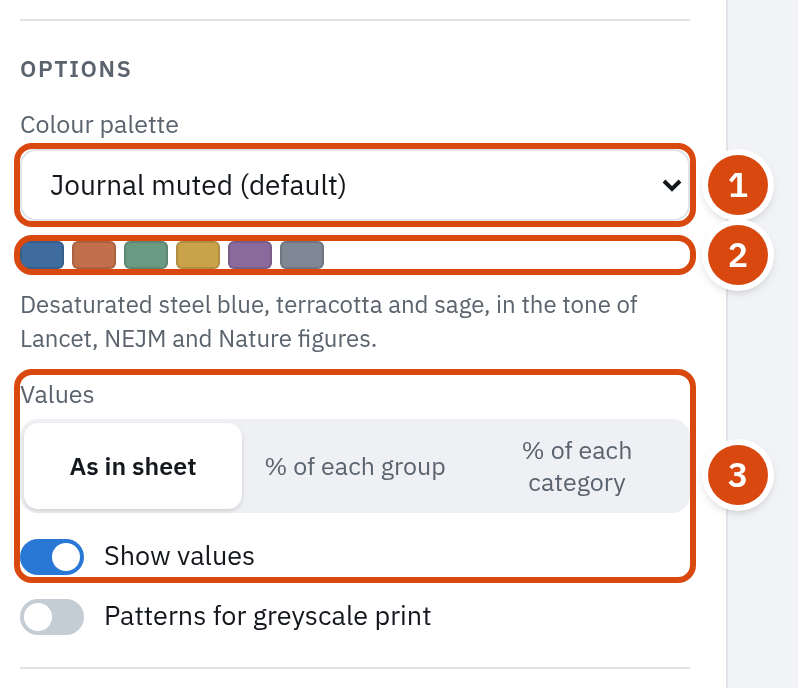 OPTIONS
Colour palette
Journal muted (default)
1
2
Desaturated steel blue, terracotta and sage, in the tone of
Lancet, NEJM and Nature figures.
Values
As in sheet
% of each group
% of each
category
3
Show values
Patterns for greyscale print